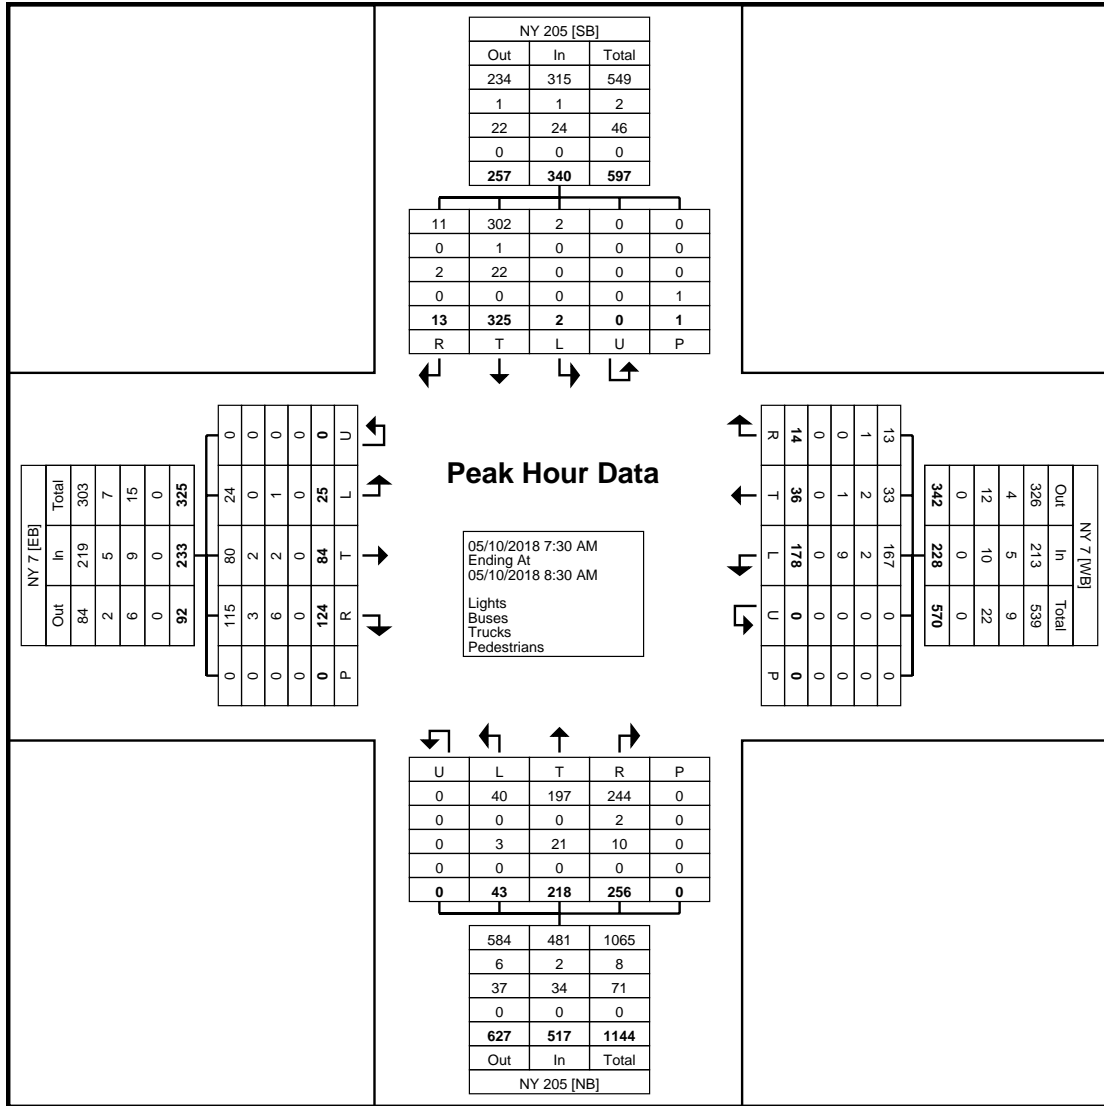 NY 205 [SB]
Out In Total
234 315 549
1 1 2
22 24 46
0 0 0
257 340 597
11 302 2 0 0
0 1 0 0 0
2 22 0 0 0
0 0 0 0 1
13 325 2 0 1
R T L U P
NY 7 [EB]
Out In Total
84 219 303
2 5 7
6 9 15
0 0 0
92 233 325
0 115 80 24 0
0 3 2 0 0
0 6 2 1 0
0 0 0 0 0
0 124 84 25 0
P R T L U
Peak Hour Data
05/10/2018 7:30 AM
Ending At
05/10/2018 8:30 AM
Lights
Buses
Trucks
Pedestrians
NY 7 [WB]
Out In Total
326 213 539
4 5 9
12 10 22
0 0 0
342 228 570
13 33 167 0 0
1 2 2 0 0
0 1 9 0 0
0 0 0 0 0
14 36 178 0 0
R T L U P
U L T R P
0 40 197 244 0
0 0 0 2 0
0 3 21 10 0
0 0 0 0 0
0 43 218 256 0
584 481 1065
6 2 8
37 34 71
0 0 0
627 517 1144
Out In Total
NY 205 [NB]